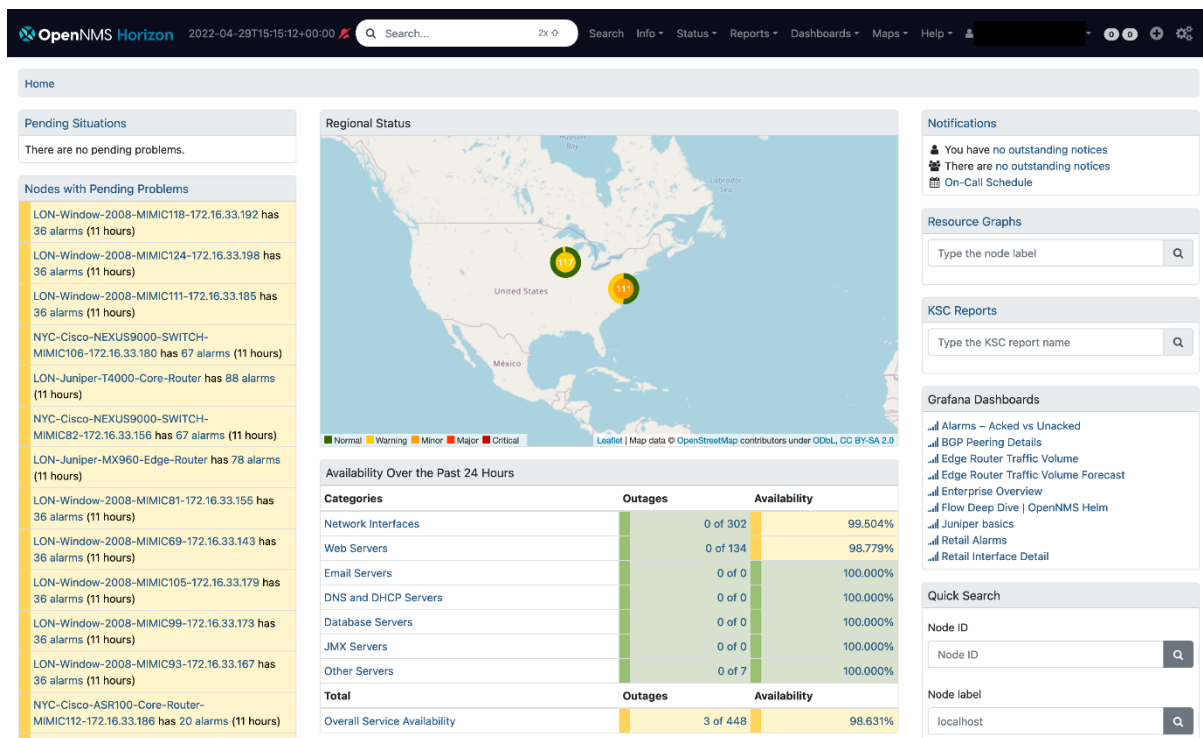 OpenNMS Horizon 2022-04-29T15:15:12+00:00 Search... 2x Search Info Status Reports Dashboards Maps Help 0 0
Home
Pending Situations
There are no pending problems.
Nodes with Pending Problems
LON-Window-2008-MIMIC118-172.16.33.192 has
36 alarms (11 hours)
LON-Window-2008-MIMIC124-172.16.33.198 has
36 alarms (11 hours)
LON-Window-2008-MIMIC111-172.16.33.185 has
36 alarms (11 hours)
NYC-Cisco-NEXUS9000-SWITCH-
MIMIC106-172.16.33.180 has 67 alarms (11 hours)
LON-Juniper-T4000-Core-Router has 88 alarms
(11 hours)
NYC-Cisco-NEXUS9000-SWITCH-
MIMIC82-172.16.33.156 has 67 alarms (11 hours)
LON-Juniper-MX960-Edge-Router has 78 alarms
(11 hours)
LON-Window-2008-MIMIC81-172.16.33.155 has
36 alarms (11 hours)
LON-Window-2008-MIMIC69-172.16.33.143 has
36 alarms (11 hours)
LON-Window-2008-MIMIC105-172.16.33.179 has
36 alarms (11 hours)
LON-Window-2008-MIMIC99-172.16.33.173 has
36 alarms (11 hours)
LON-Window-2008-MIMIC93-172.16.33.167 has
36 alarms (11 hours)
NYC-Cisco-ASR100-Core-Router-
MIMIC112-172.16.33.186 has 20 alarms (11 hours)
Regional Status
Hudson
Bay
Labrador
Sea
117
111
United States
México
Normal Warning Minor Major Critical
Leaflet | Map data © OpenStreetMap contributors under ODbL, CC BY-SA 2.0
Availability Over the Past 24 Hours
Categories Outages Availability
Network Interfaces 0 of 302 99.504%
Web Servers 0 of 134 98.779%
Email Servers 0 of 0 100.000%
DNS and DHCP Servers 0 of 0 100.000%
Database Servers 0 of 0 100.000%
JMX Servers 0 of 0 100.000%
Other Servers 0 of 7 100.000%
Total Outages Availability
Overall Service Availability 3 of 448 98.631%
Notifications
You have no outstanding notices
There are no outstanding notices
On-Call Schedule
Resource Graphs
Type the node label
KSC Reports
Type the KSC report name
Grafana Dashboards
Alarms – Acked vs Unacked
BGP Peering Details
Edge Router Traffic Volume
Edge Router Traffic Volume Forecast
Enterprise Overview
Flow Deep Dive | OpenNMS Helm
Juniper basics
Retail Alarms
Retail Interface Detail
Quick Search
Node ID
Node ID
Node label
localhost